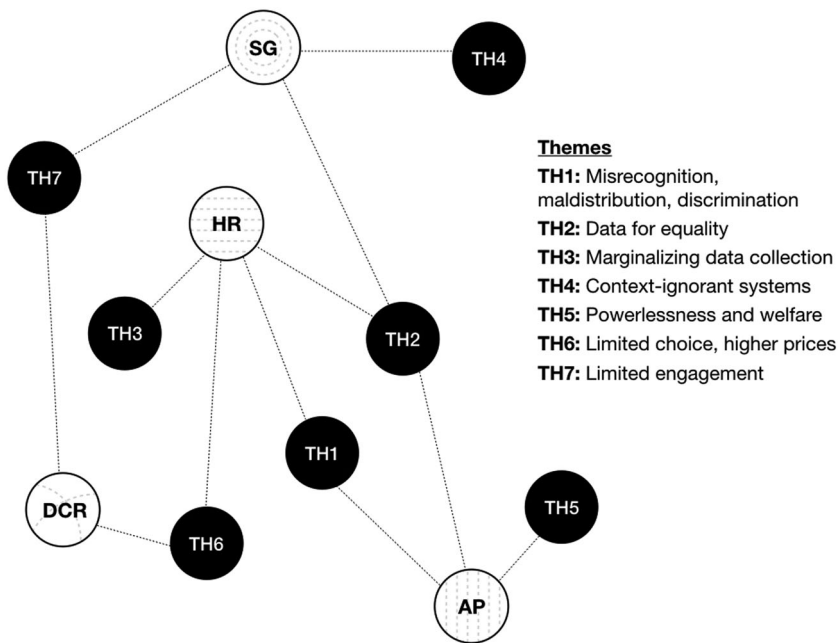 SG
TH4
TH7
HR
TH3
TH2
TH1
DCR
TH6
TH5
AP
Themes
TH1: Misrecognition,
maldistribution, discrimination
TH2: Data for equality
TH3: Marginalizing data collection
TH4: Context-ignorant systems
TH5: Powerlessness and welfare
TH6: Limited choice, higher prices
TH7: Limited engagement